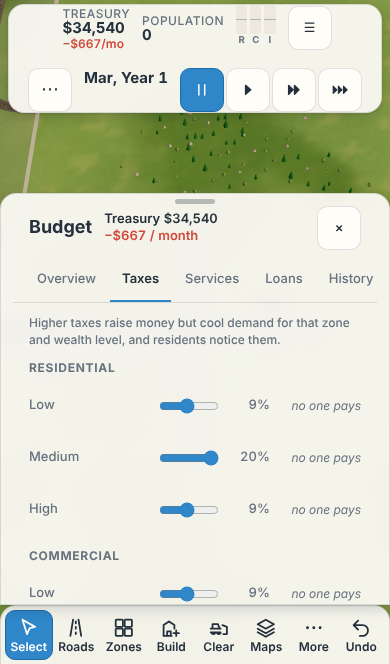 TREASURY
$34,540
−$667/mo
POPULATION
0
R C I
☰
...
Mar, Year 1
Budget
Treasury $34,540
−$667 / month
×
Overview Taxes Services Loans History
Higher taxes raise money but cool demand for that zone
and wealth level, and residents notice them.
RESIDENTIAL
Low 9% no one pays
Medium 20% no one pays
High 9% no one pays
COMMERCIAL
Low 9% no one pays
Select Roads Zones Build Clear Maps More Undo